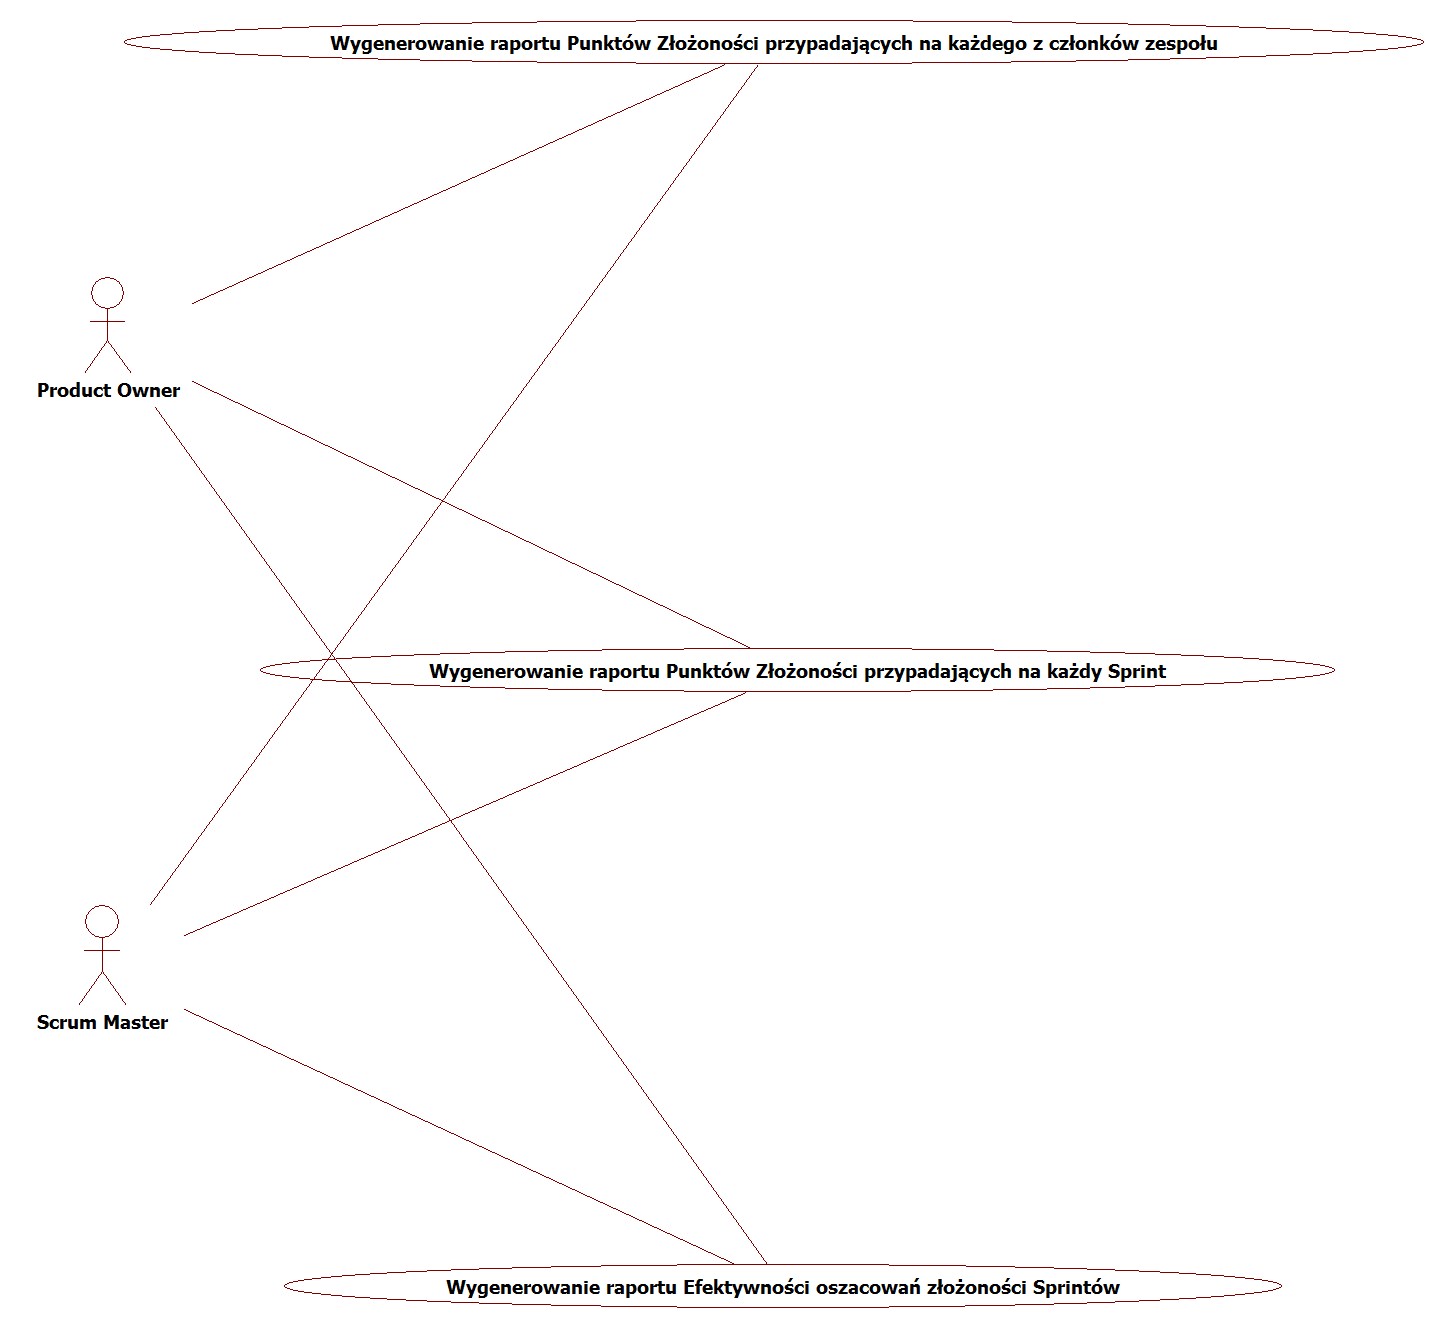 Wygenerowanie raportu Punktów Złożoności przypadających na każdego z członków zespołu
Product Owner
Wygenerowanie raportu Punktów Złożoności przypadających na każdy Sprint
Scrum Master
Wygenerowanie raportu Efektywności oszacowań złożoności Sprintów